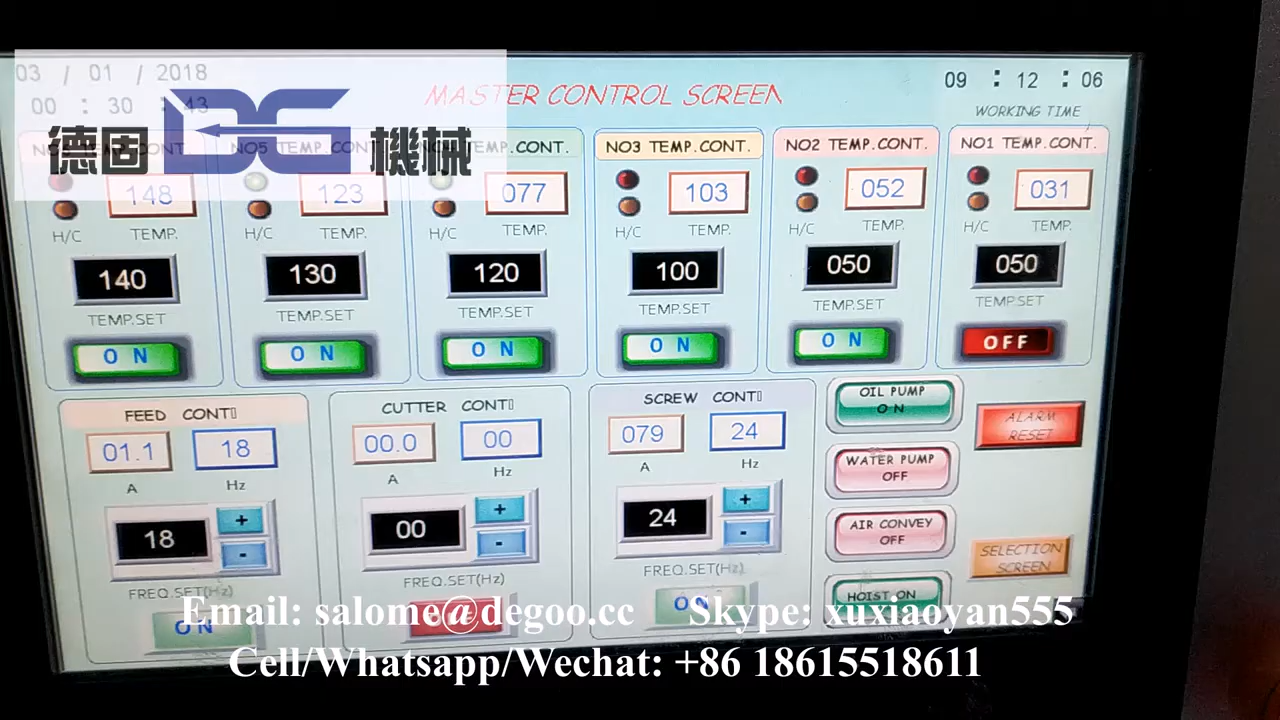 03 / 01 / 2018
00 : 30 : 43
德固 DG 機械
MASTER CONTROL SCREEN
09 : 12 : 06
WORKING TIME
NO5 TEMP.CONT. TEMP.CONT. NO3 TEMP.CONT. NO2 TEMP.CONT. NO1 TEMP.CONT.
148 123 077 103 052 031
H/C TEMP. H/C TEMP. H/C TEMP. H/C TEMP. H/C TEMP. H/C TEMP.
140 130 120 100 050 050
TEMP.SET TEMP.SET TEMP.SET TEMP.SET TEMP.SET TEMP.SET
ON ON ON ON ON OFF
FEED CONT▯ CUTTER CONT▯ SCREW CONT▯
01.1 18 00.0 00 079 24
A Hz A Hz A Hz
18 + - 00 + - 24 + -
FREQ.SET(Hz) FREQ.SET(Hz) FREQ.SET(Hz)
ON ON
OIL PUMP
ON
ALARM
RESET
WATER PUMP
OFF
AIR CONVEY
OFF
SELECTION
SCREEN
HOIST ON
Email: salome@degoo.cc Skype: xuxiaoyan555
Cell/Whatsapp/Wechat: +86 18615518611